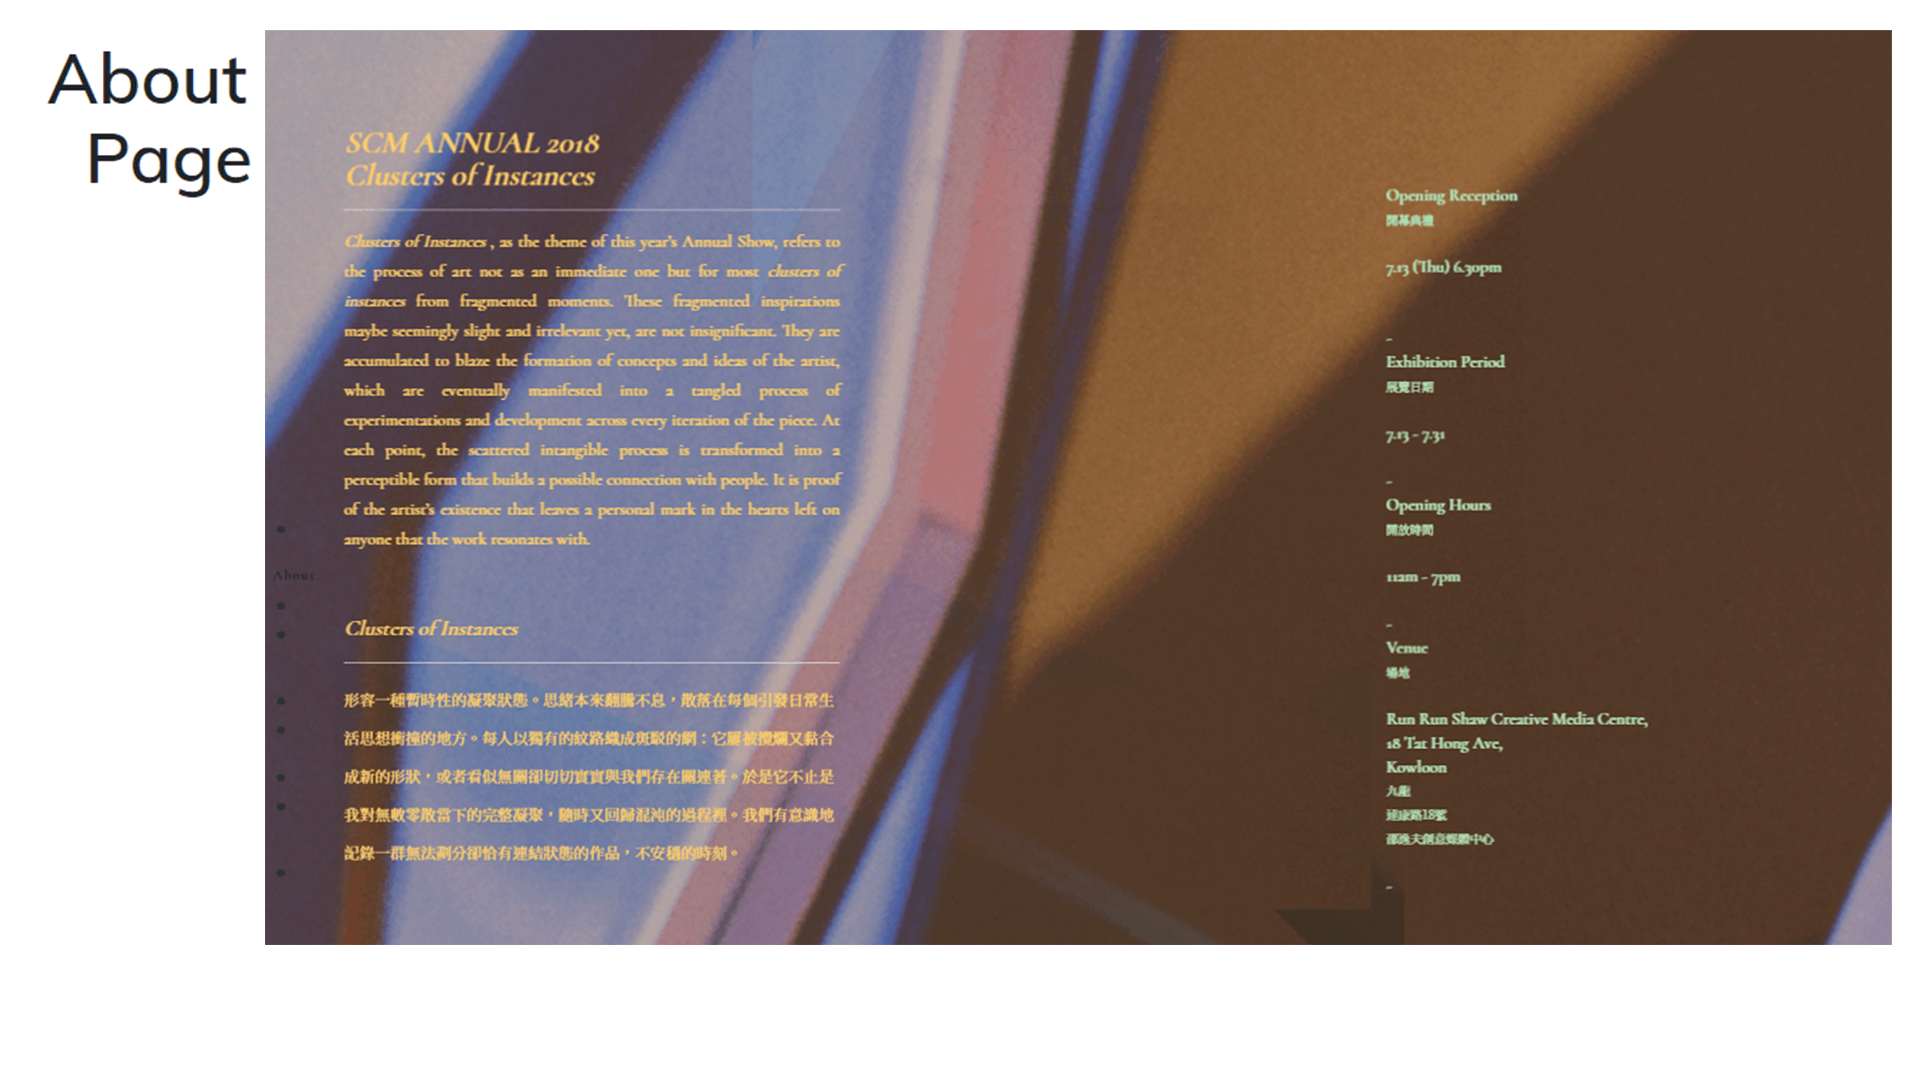 About
Page
SCM ANNUAL 2018
Clusters of Instances
Clusters of Instances , as the theme of this year's Annual Show, refers to
the process of art not as an immediate one but for most clusters of
instances from fragmented moments. These fragmented inspirations
maybe seemingly slight and irrelevant yet, are not insignificant. They are
accumulated to blaze the formation of concepts and ideas of the artist,
which are eventually manifested into a tangled process of
experimentations and development across every iteration of the piece. At
each point, the scattered intangible process is transformed into a
perceptible form that builds a possible connection with people. It is proof
of the artist's existence that leaves a personal mark in the hearts left on
anyone that the work resonates with.
About
Clusters of Instances
形容一種暫時性的凝聚狀態。思緒本來翻騰不息，散落在每個引發日常生
活思想衝撞的地方。每人以獨有的紋路織成斑駁的網：它屢被攪爛又黏合
成新的形狀，或者看似無關卻切切實實與我們存在關連著。於是它不止是
我對無數零散當下的完整凝聚，隨時又回歸混沌的過程裡。我們有意識地
記錄一群無法劃分卻恰有連結狀態的作品，不安穩的時刻。
Opening Reception
開幕典禮
7.13 (Thu) 6.30pm
–
Exhibition Period
展覽日期
7.13 - 7.31
–
Opening Hours
開放時間
11am - 7pm
–
Venue
場地
Run Run Shaw Creative Media Centre,
18 Tat Hong Ave,
Kowloon
九龍
達康路18號
邵逸夫創意媒體中心
–